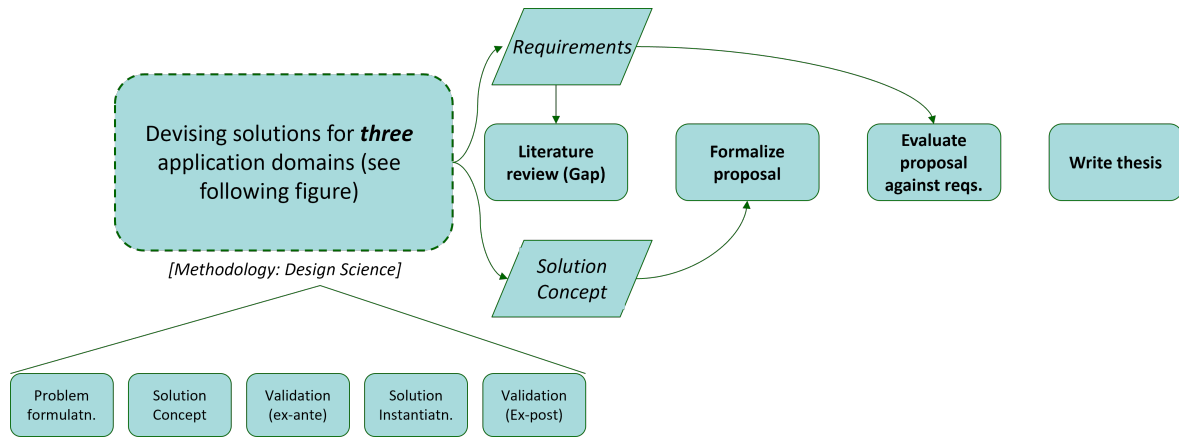 Requirements
Devising solutions for three
application domains (see
following figure)
Literature
review (Gap)
Formalize
proposal
Evaluate
proposal
against reqs.
Write thesis
[Methodology: Design Science]
Solution
Concept
Problem
formulatn.
Solution
Concept
Validation
(ex-ante)
Solution
Instantiatn.
Validation
(Ex-post)